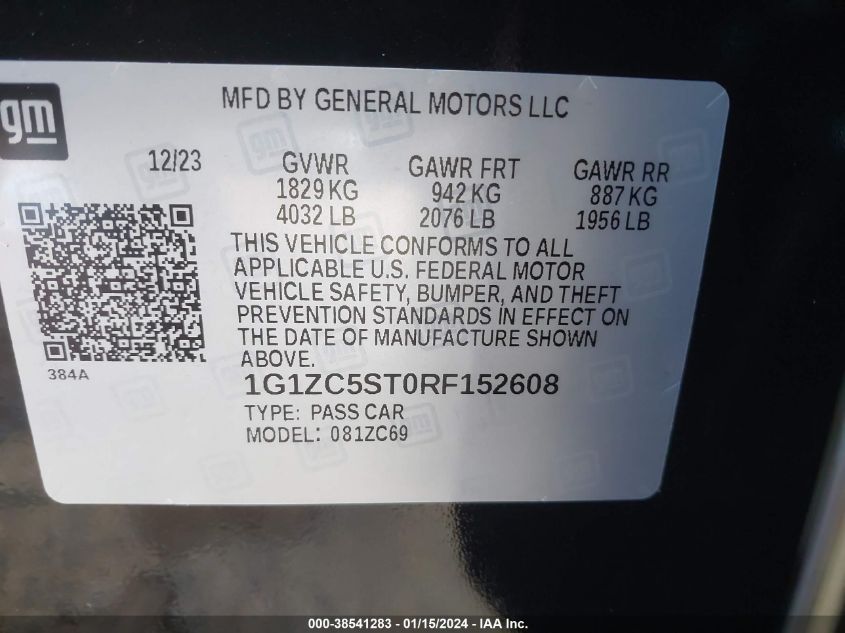 gm
MFD BY GENERAL MOTORS LLC
12/23 GVWR GAWR FRT GAWR RR
1829 KG 942 KG 887 KG
4032 LB 2076 LB 1956 LB
THIS VEHICLE CONFORMS TO ALL
APPLICABLE U.S. FEDERAL MOTOR
VEHICLE SAFETY, BUMPER, AND THEFT
PREVENTION STANDARDS IN EFFECT ON
THE DATE OF MANUFACTURE SHOWN
ABOVE.
384A
1G1ZC5ST0RF152608
TYPE: PASS CAR
MODEL: 081ZC69
000-38541283 - 01/15/2024 - IAA Inc.